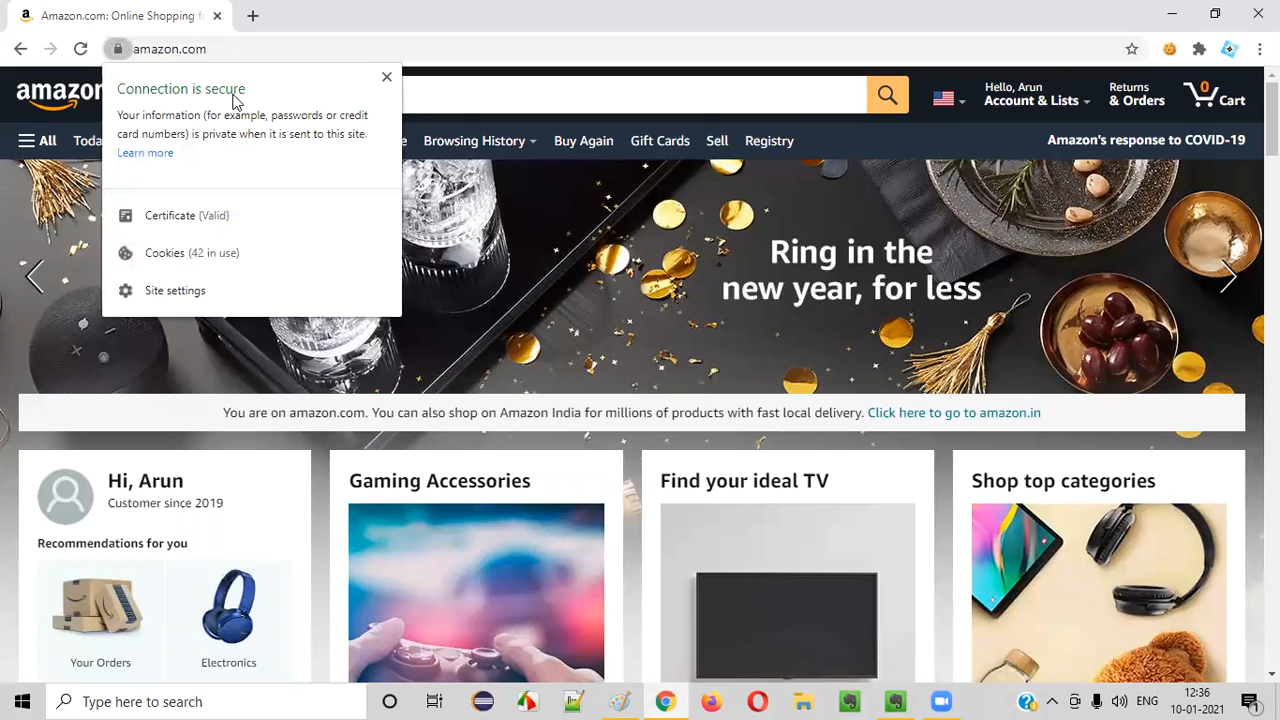 Amazon.com: Online Shopping f
amazon.com
Connection is secure
Your information (for example, passwords or credit
card numbers) is private when it is sent to this site.
Learn more
Certificate (Valid)
Cookies (42 in use)
Site settings
amazo
Hello, Arun
Account & Lists
Returns
& Orders
0
Cart
All
Toda
e
Browsing History
Buy Again
Gift Cards
Sell
Registry
Amazon's response to COVID-19
Ring in the
new year, for less
You are on amazon.com. You can also shop on Amazon India for millions of products with fast local delivery. Click here to go to amazon.in
Hi, Arun
Customer since 2019
Recommendations for you
Your Orders
Electronics
Gaming Accessories
Find your ideal TV
Shop top categories
Type here to search
ENG
12:36
10-01-2021
1